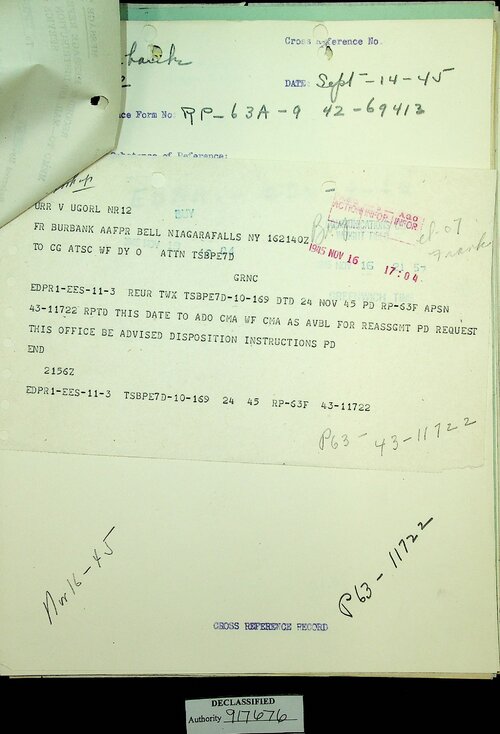 Cross Reference No.
DATE: Sept-14-45
nce Form No: RP-63A-9 42-69413
Substance of Reference:
URR V UGORL NR12
FR BURBANK AAFPR BELL NIAGARAFALLS NY 162140Z
TO CG ATSC WF DY O ATTN TSBPE7D
1945 NOV 16 17:04
GRNC
EDPR1-EES-11-3 REUR TWX TSBPE7D-10-169 DTD 24 NOV 45 PD RP-63F APSN
43-11722 RPTD THIS DATE TO ADO CMA WF CMA AS AVBL FOR REASSGMT PD REQUEST
THIS OFFICE BE ADVISED DISPOSITION INSTRUCTIONS PD
END
2156Z
EDPR1-EES-11-3 TSBPE7D-10-169 24 45 RP-63F 43-11722
P63-43-11722
Nov 16-45
P63-11722
CROSS REFERENCE RECORD
DECLASSIFIED
Authority 917676